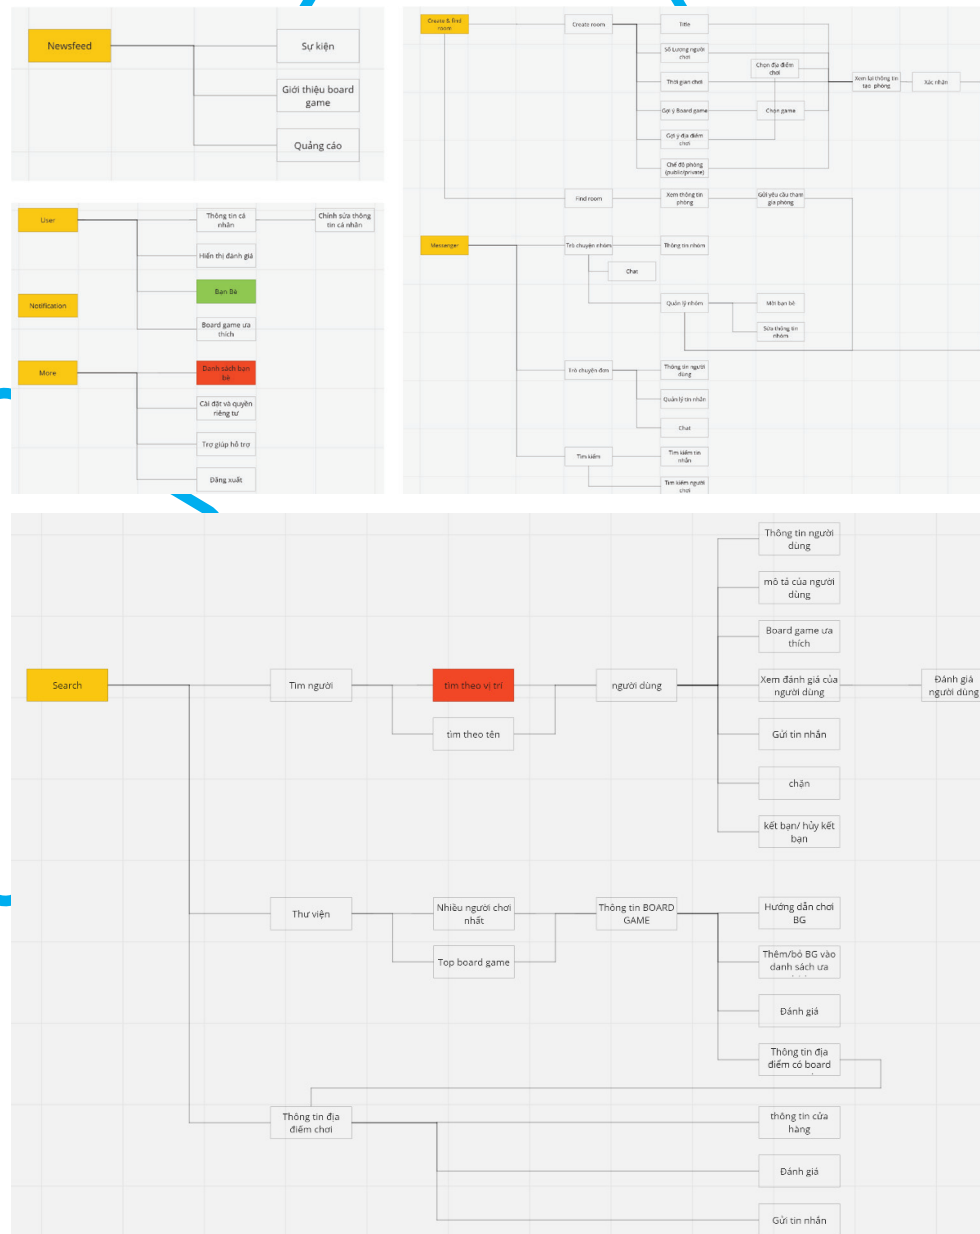 Newsfeed
Sự kiện
Giới thiệu board
game
Quảng cáo
Create & find
room
Create room
Title
Số Lượng người
chơi
Chọn địa điểm
chơi
Thời gian chơi
Xem lại thông tin
tạo phòng
Xác nhận
Gợi ý Board game
Chọn game
Gợi ý địa điểm
chơi
Chế độ phòng
(public/private)
Find room
Xem thông tin
phòng
Gửi yêu cầu tham
gia phòng
Messenger
Trò chuyện nhóm
Thông tin nhóm
Chat
Quản lý nhóm
Mời bạn bè
Sửa thông tin
nhóm
Trò chuyện đơn
Thông tin người
dùng
Quản lý tin nhắn
Chat
Tìm kiếm
Tìm kiếm tin
nhắn
Tìm kiếm người
chơi
User
Thông tin cá
nhân
Chỉnh sửa thông
tin cá nhân
Hiển thị đánh giá
Bạn Bè
Notification
Board game ưa
thích
More
Danh sách bạn
bè
Cài đặt và quyền
riêng tư
Trợ giúp hỗ trợ
Đăng xuất
Thông tin người
dùng
mô tả của người
dùng
Board game ưa
thích
Search
Tìm người
tìm theo vị trí
người dùng
Xem đánh giá của
người dùng
Đánh giá
người dùng
tìm theo tên
Gửi tin nhắn
chặn
kết bạn/ hủy kết
bạn
Thư viện
Nhiều người chơi
nhất
Thông tin BOARD
GAME
Hướng dẫn chơi
BG
Top board game
Thêm/bỏ BG vào
danh sách ưa
Đánh giá
Thông tin địa
điểm có board
Thông tin địa
điểm chơi
thông tin cửa
hàng
Đánh giá
Gửi tin nhắn